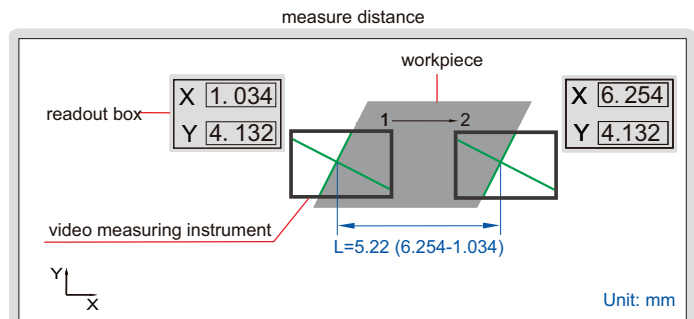 measure distance
workpiece
readout box
X 1.034
Y 4.132
1 2
X 6.254
Y 4.132
video measuring instrument
L=5.22 (6.254-1.034)
Y
X
Unit: mm